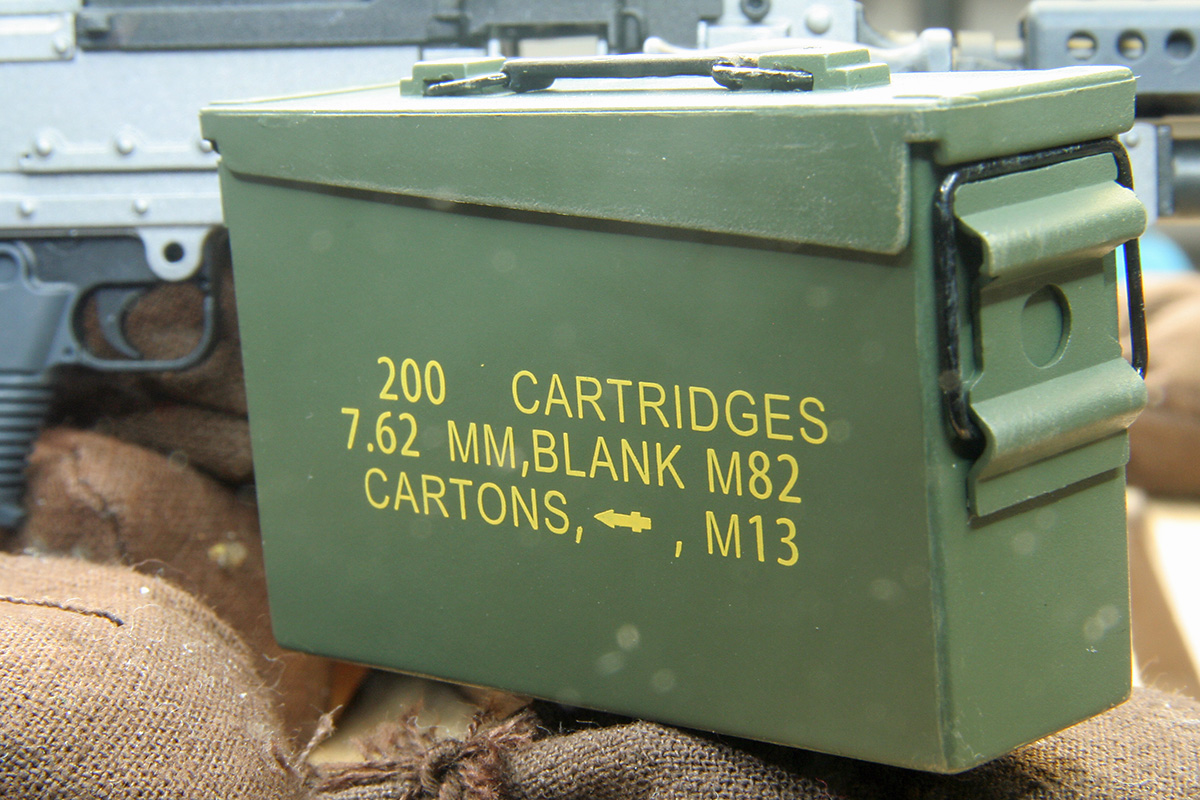 200 CARTRIDGES
7.62 MM,BLANK M82
CARTONS, , M13